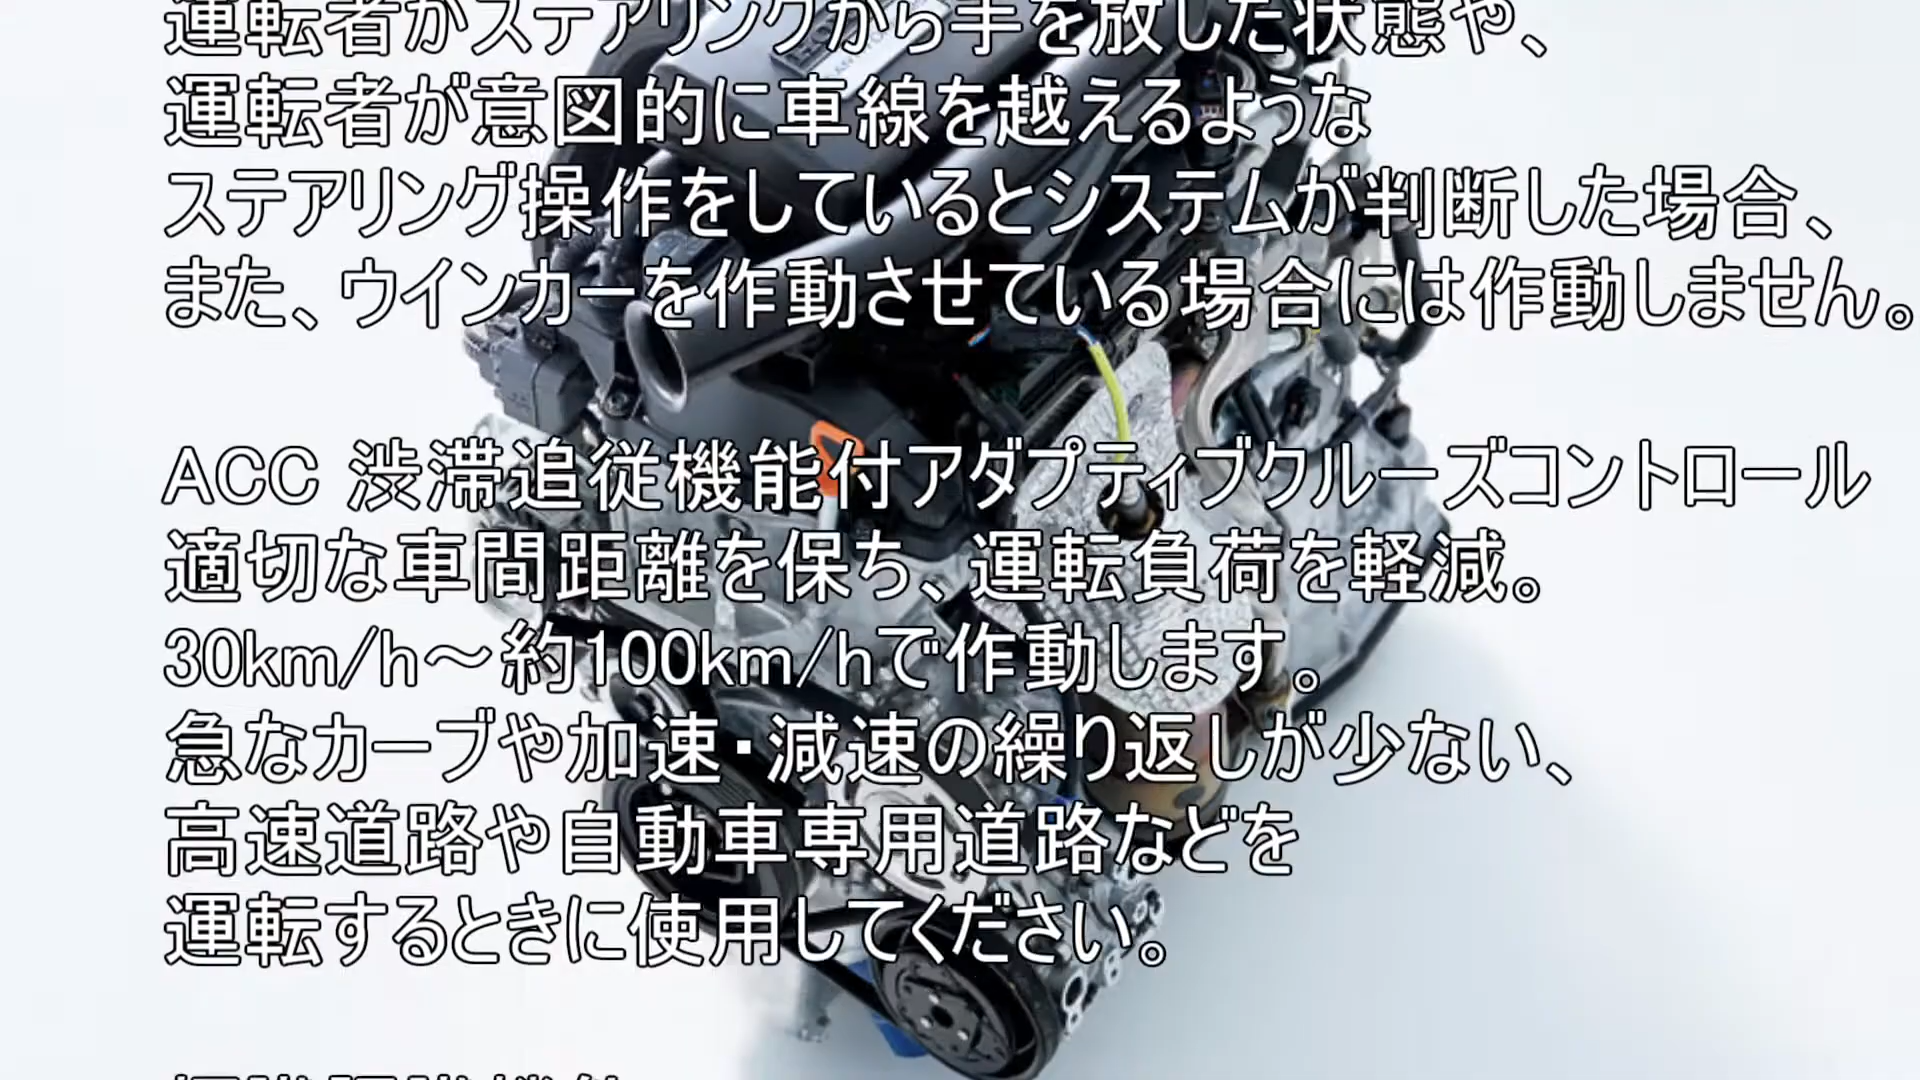 運転者がステアリングから手を放した状態や、
運転者が意図的に車線を越えるような
ステアリング操作をしているとシステムが判断した場合、
また、ウインカーを作動させている場合には作動しません。
ACC 渋滞追従機能付アダプティブクルーズコントロール
適切な車間距離を保ち、運転負荷を軽減。
30km/h～約100km/hで作動します。
急なカーブや加速・減速の繰り返しが少ない、
高速道路や自動車専用道路などを
運転するときに使用してください。